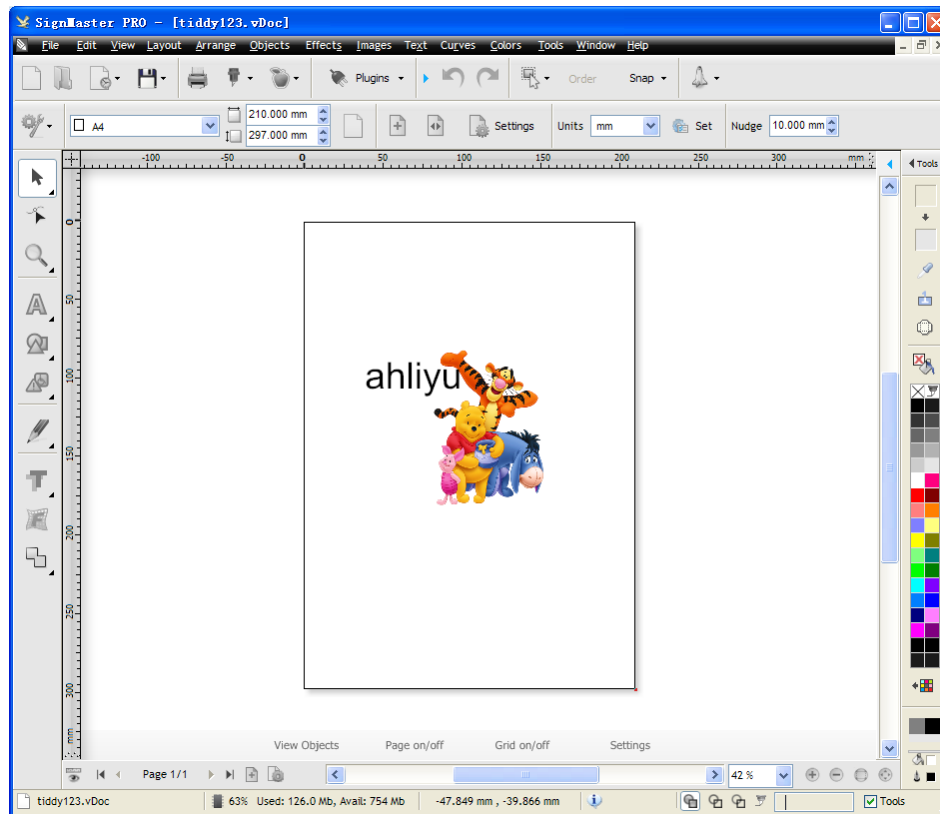 SignMaster PRO - [tiddy123.vDoc]
File Edit View Layout Arrange Objects Effects Images Text Curves Colors Tools Window Help
Plugins Order Snap
A4 210.000 mm 297.000 mm Settings Units mm Set Nudge 10.000 mm
-100 -50 0 50 100 150 200 250 300 mm
Tools
0
50
100
150
200
250
300
mm
ahliyu
View Objects Page on/off Grid on/off Settings
Page 1/1 42 %
tiddy123.vDoc 63% Used: 126.0 Mb, Avail: 754 Mb -47.849 mm , -39.866 mm Tools